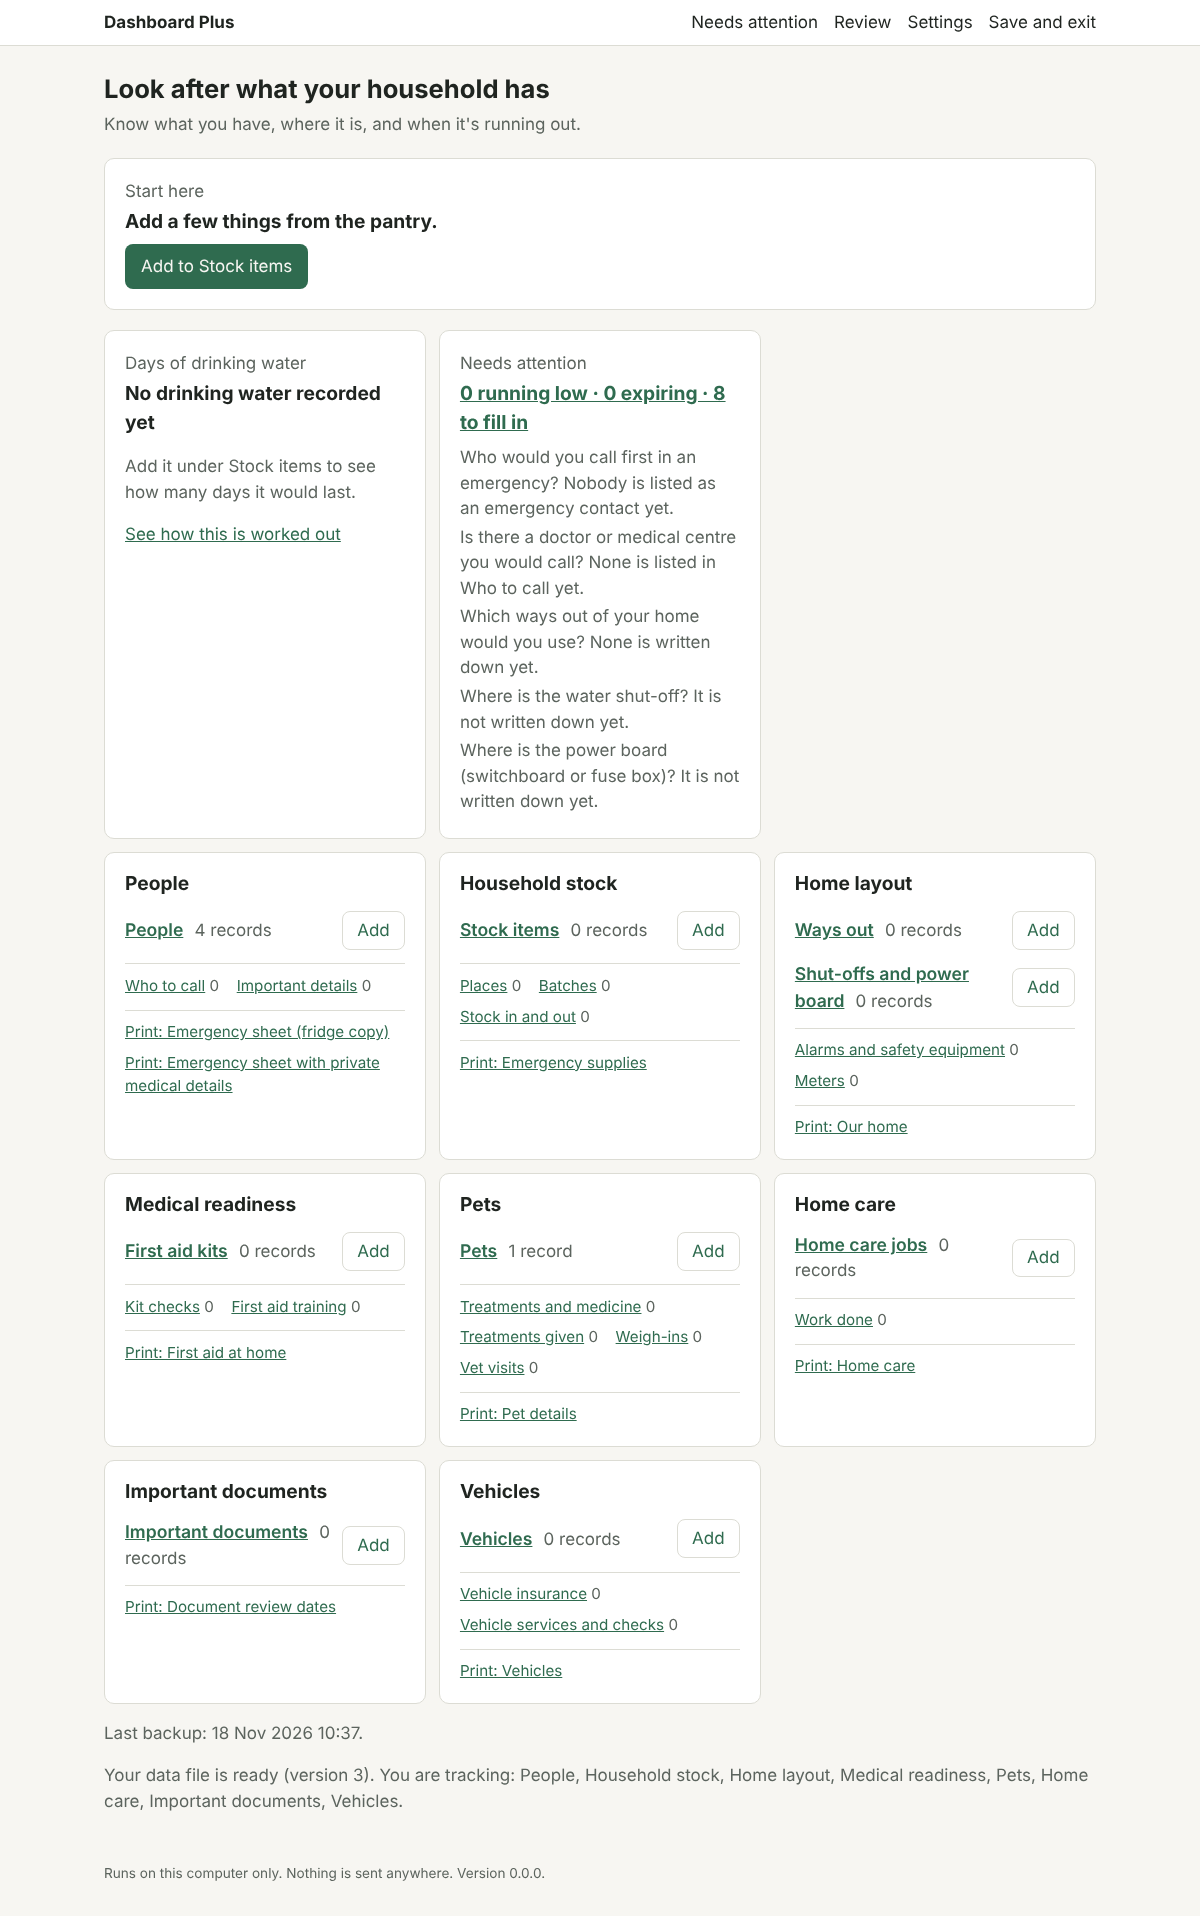 Dashboard Plus
Needs attention Review Settings Save and exit
Look after what your household has
Know what you have, where it is, and when it's running out.
Start here
Add a few things from the pantry.
Add to Stock items
Days of drinking water
No drinking water recorded
yet
Add it under Stock items to see
how many days it would last.
See how this is worked out
Needs attention
0 running low · 0 expiring · 8
to fill in
Who would you call first in an
emergency? Nobody is listed as
an emergency contact yet.
Is there a doctor or medical centre
you would call? None is listed in
Who to call yet.
Which ways out of your home
would you use? None is written
down yet.
Where is the water shut-off? It is
not written down yet.
Where is the power board
(switchboard or fuse box)? It is not
written down yet.
People
People 4 records Add
Who to call 0 Important details 0
Print: Emergency sheet (fridge copy)
Print: Emergency sheet with private
medical details
Household stock
Stock items 0 records Add
Places 0 Batches 0
Stock in and out 0
Print: Emergency supplies
Home layout
Ways out 0 records Add
Shut-offs and power
board 0 records Add
Alarms and safety equipment 0
Meters 0
Print: Our home
Medical readiness
First aid kits 0 records Add
Kit checks 0 First aid training 0
Print: First aid at home
Pets
Pets 1 record Add
Treatments and medicine 0
Treatments given 0 Weigh-ins 0
Vet visits 0
Print: Pet details
Home care
Home care jobs 0
records Add
Work done 0
Print: Home care
Important documents
Important documents 0
records Add
Print: Document review dates
Vehicles
Vehicles 0 records Add
Vehicle insurance 0
Vehicle services and checks 0
Print: Vehicles
Last backup: 18 Nov 2026 10:37.
Your data file is ready (version 3). You are tracking: People, Household stock, Home layout, Medical readiness, Pets, Home
care, Important documents, Vehicles.
Runs on this computer only. Nothing is sent anywhere. Version 0.0.0.